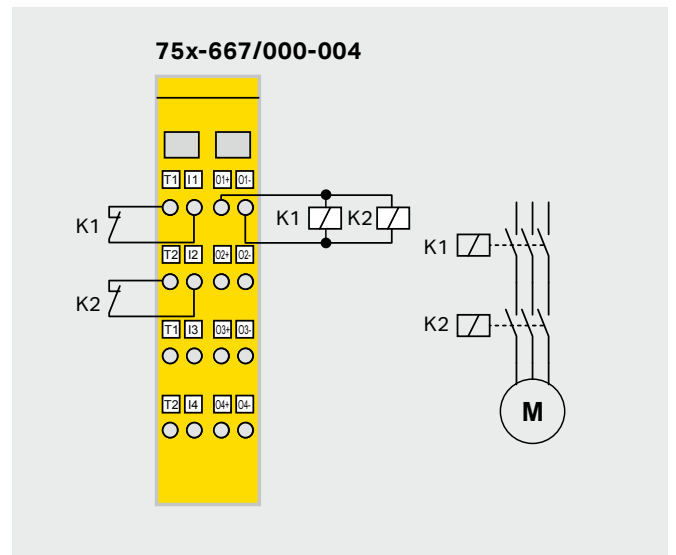 75x-667/000-004
T1 I1 O1+ O1-
K1
K1 K2
K1
T2 I2 O2+ O2-
K2
K2
T1 I3 O3+ O3-
M
T2 I4 O4+ O4-